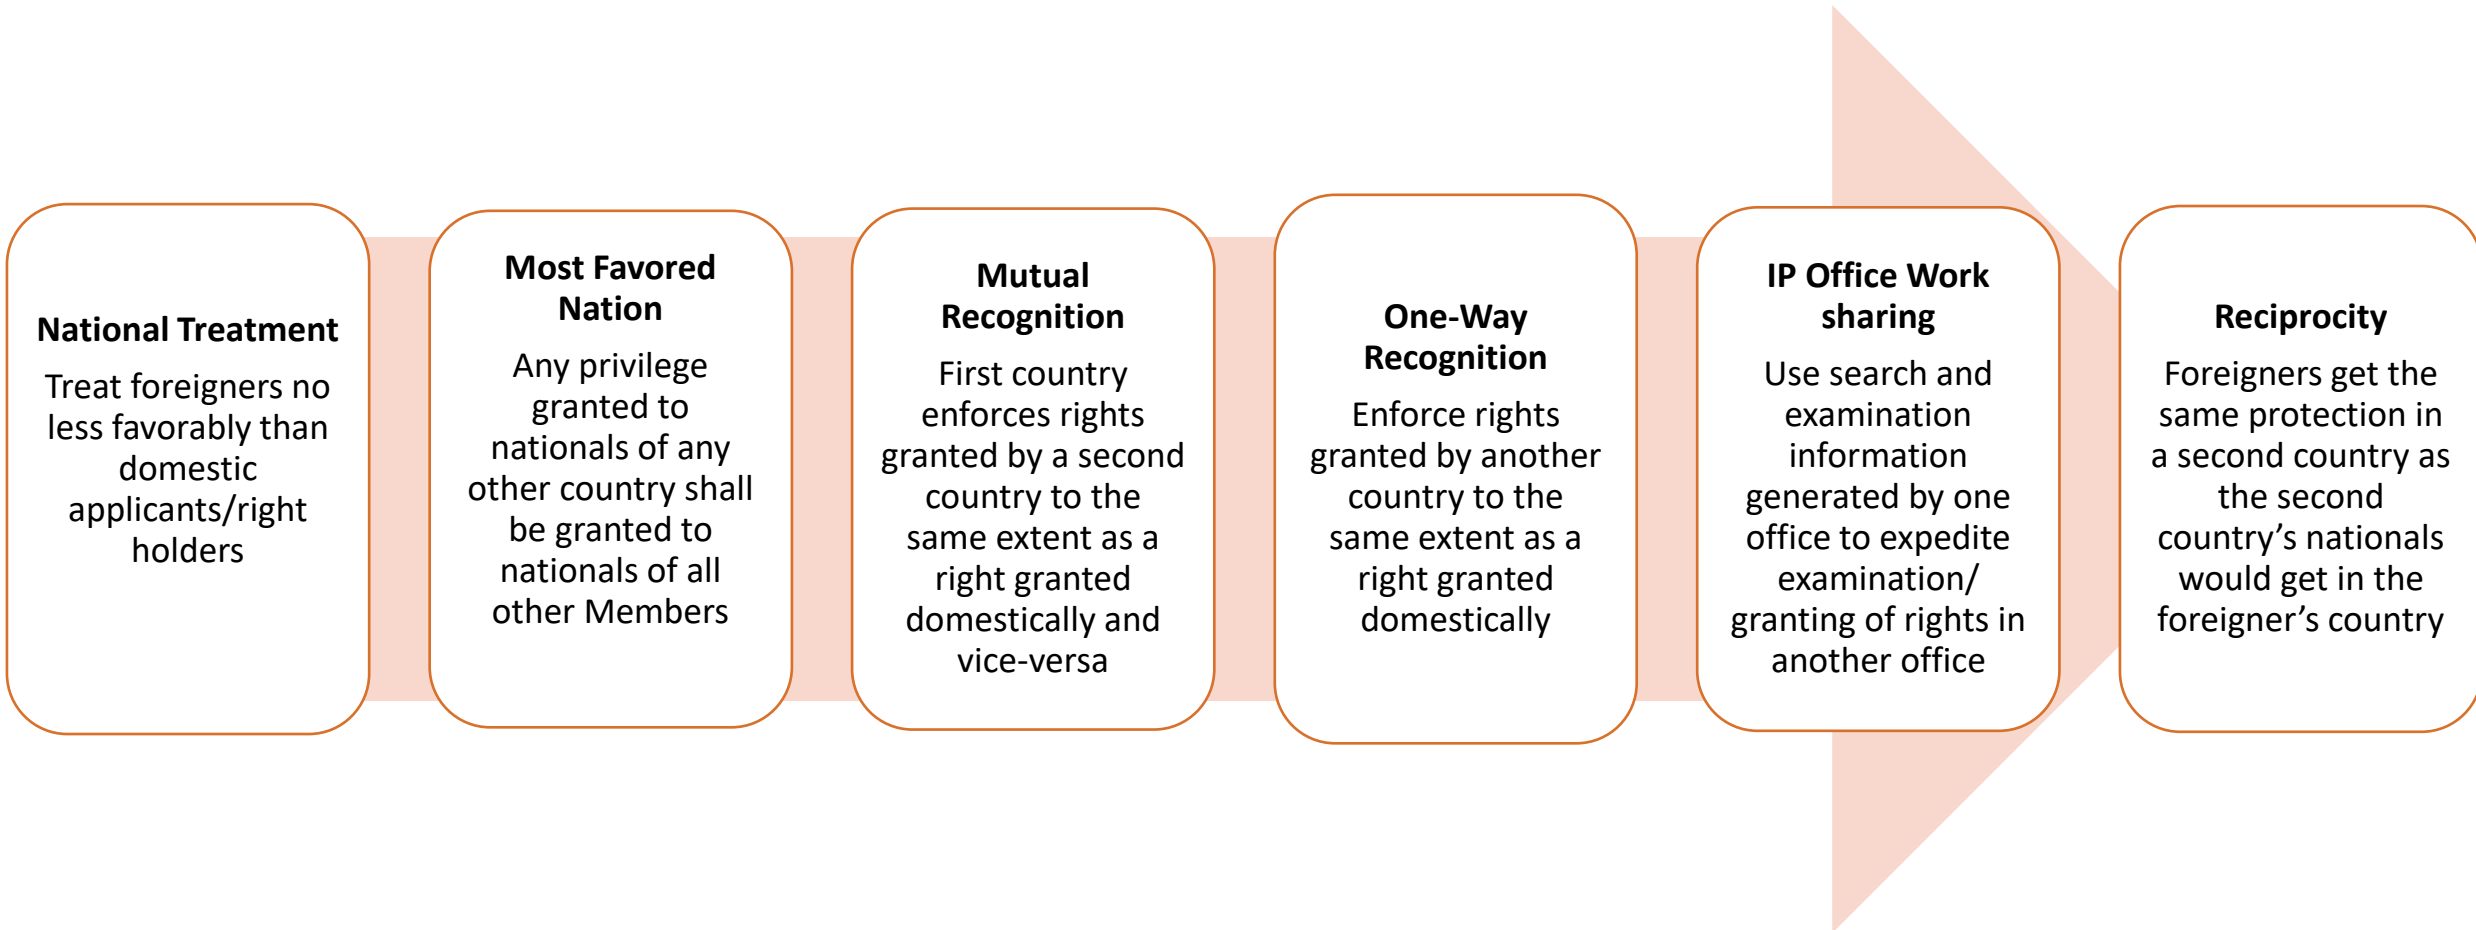 National Treatment
Treat foreigners no
less favorably than
domestic
applicants/right
holders
Most Favored
Nation
Any privilege
granted to
nationals of any
other country shall
be granted to
nationals of all
other Members
Mutual
Recognition
First country
enforces rights
granted by a second
country to the
same extent as a
right granted
domestically and
vice-versa
One-Way
Recognition
Enforce rights
granted by another
country to the
same extent as a
right granted
domestically
IP Office Work
sharing
Use search and
examination
information
generated by one
office to expedite
examination/
granting of rights in
another office
Reciprocity
Foreigners get the
same protection in
a second country as
the second
country’s nationals
would get in the
foreigner’s country